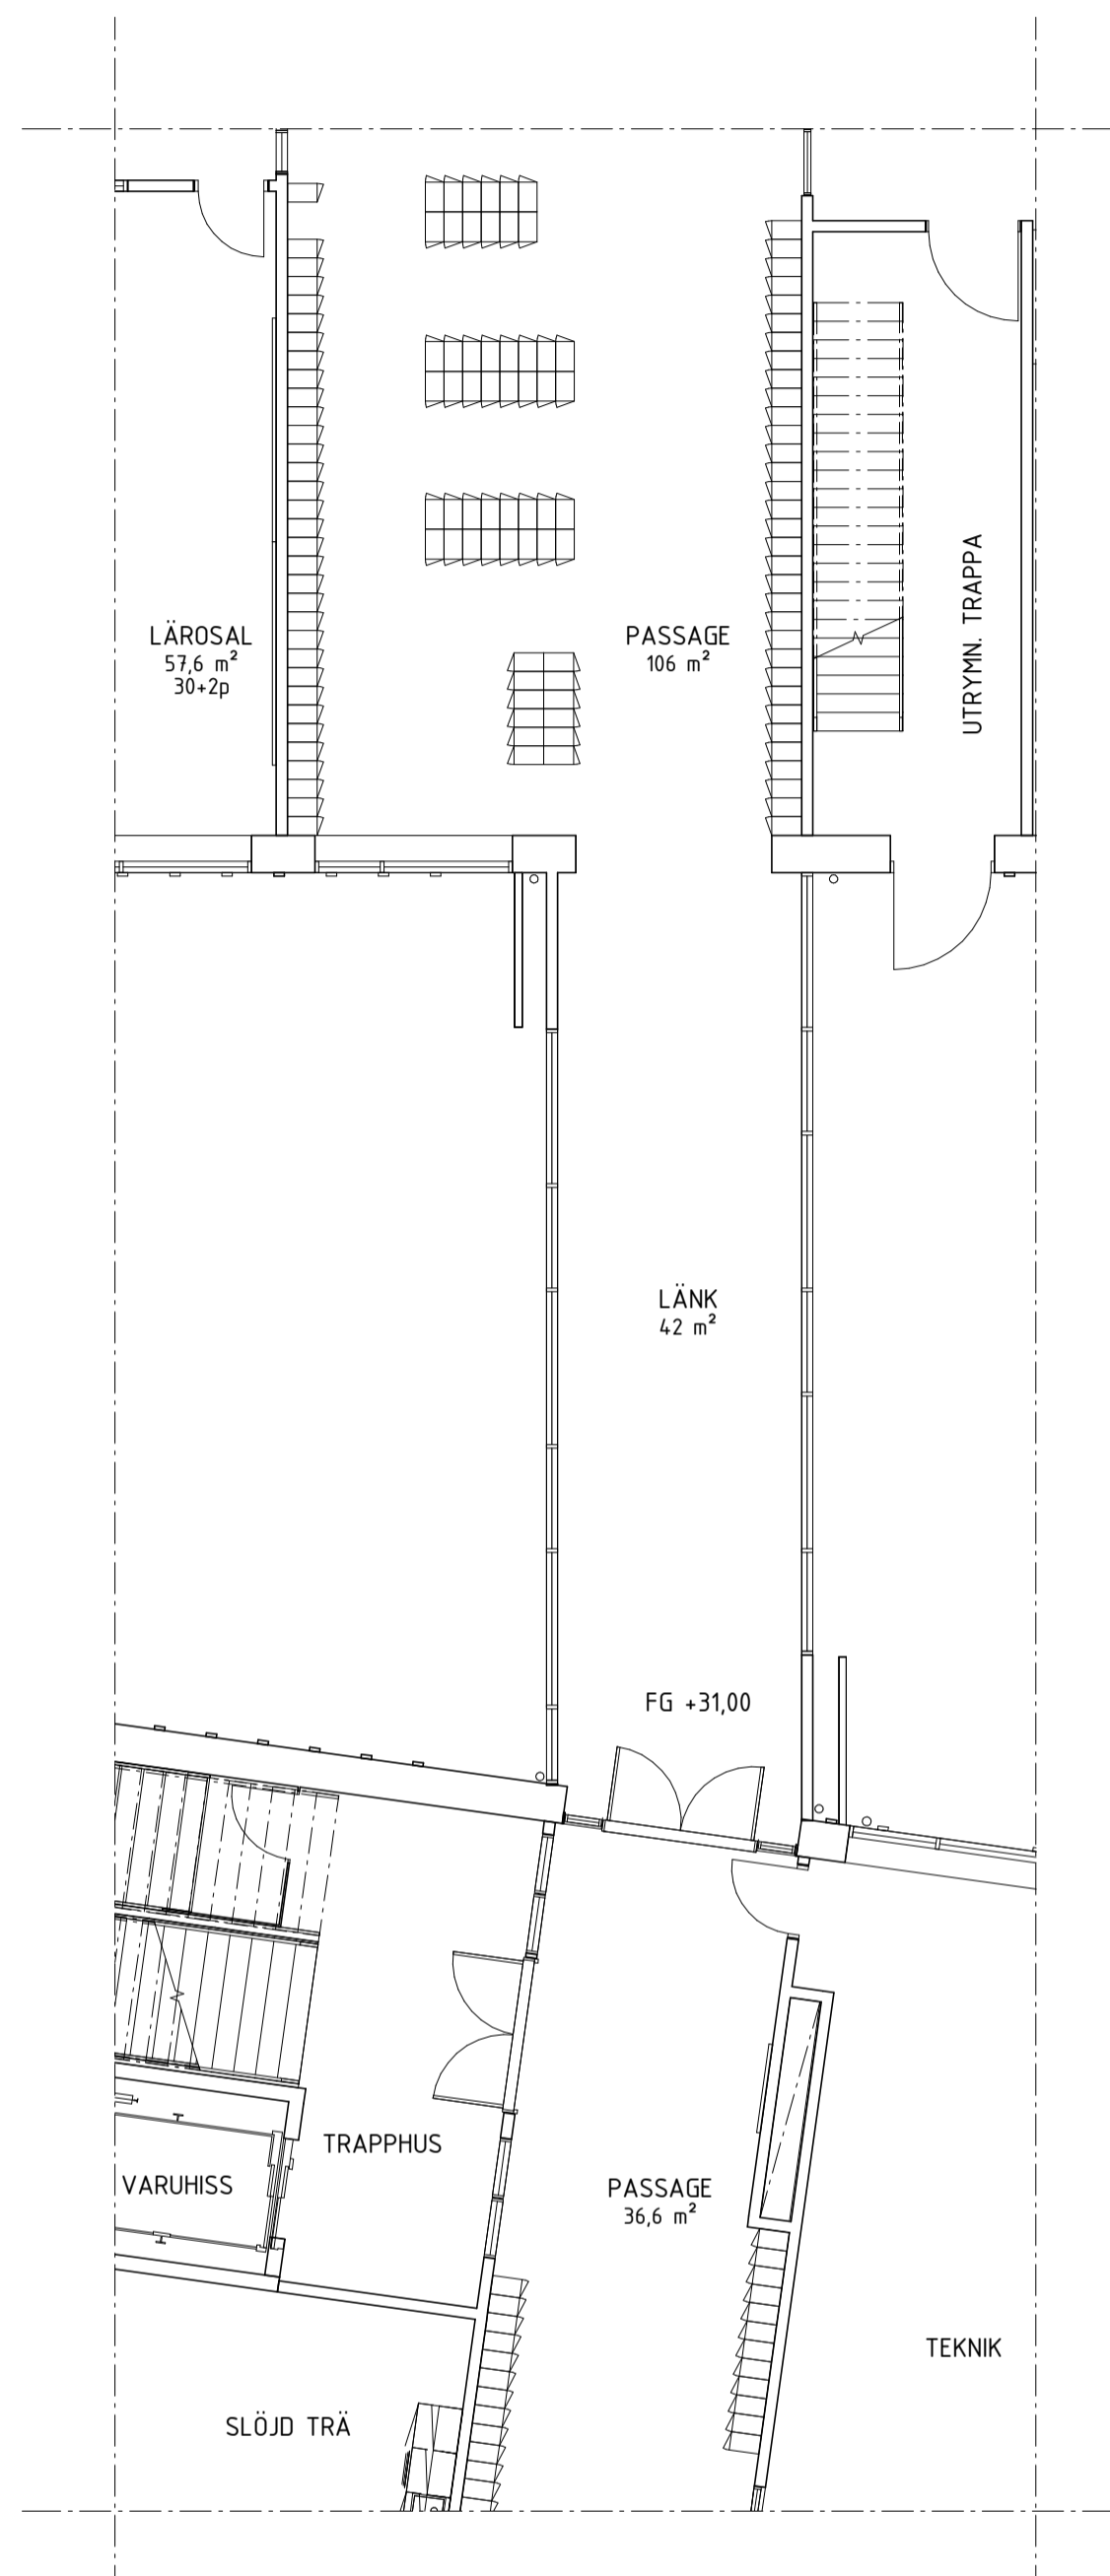 LÄROSAL
57,6 m²
30+2p
PASSAGE
106 m²
UTRYMN. TRAPPA
LÄNK
42 m²
FG +31,00
TRAPPHUS
VARUHISS
PASSAGE
36,6 m²
TEKNIK
SLÖJD TRÄ